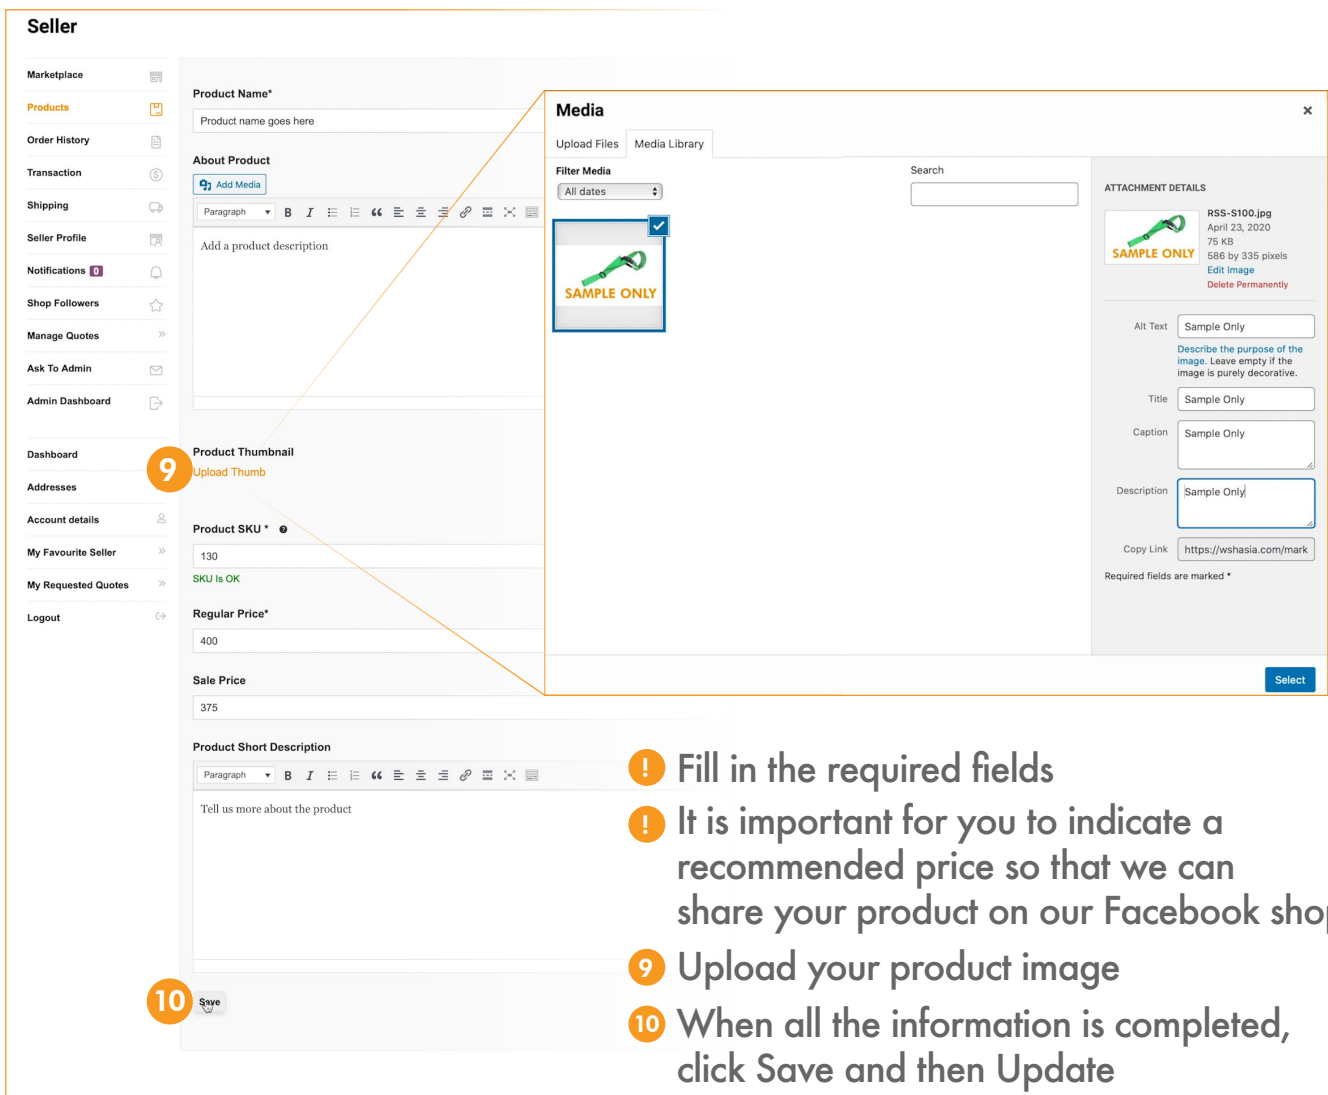 Seller
Marketplace
Products
Order History
Transaction
Shipping
Seller Profile
Notifications 0
Shop Followers
Manage Quotes
Ask To Admin
Admin Dashboard
Dashboard
Addresses
Account details
My Favourite Seller
My Requested Quotes
Logout
Product Name*
Product name goes here
About Product
Add Media
Paragraph B I
Add a product description
9
Product Thumbnail
Upload Thumb
Product SKU *
130
SKU Is OK
Regular Price*
400
Sale Price
375
Product Short Description
Paragraph B I
Tell us more about the product
10 Save
Media
Upload Files Media Library
Filter Media
All dates
Search
SAMPLE ONLY
ATTACHMENT DETAILS
SAMPLE ONLY
RSS-S100.jpg
April 23, 2020
75 KB
586 by 335 pixels
Edit Image
Delete Permanently
Alt Text Sample Only
Describe the purpose of the
image. Leave empty if the
image is purely decorative.
Title Sample Only
Caption Sample Only
Description Sample Only
Copy Link https://wshasia.com/mark
Required fields are marked *
Select
! Fill in the required fields
! It is important for you to indicate a
recommended price so that we can
share your product on our Facebook shop
9 Upload your product image
10 When all the information is completed,
click Save and then Update